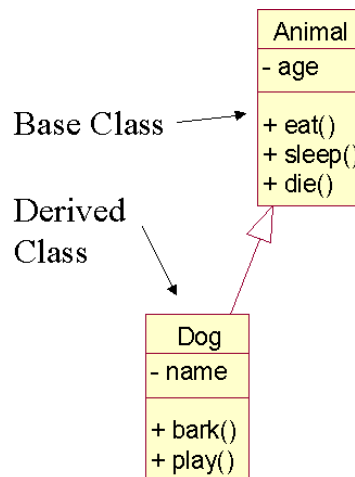 Animal
- age
+ eat()
+ sleep()
+ die()
Base Class
Derived
Class
Dog
- name
+ bark()
+ play()